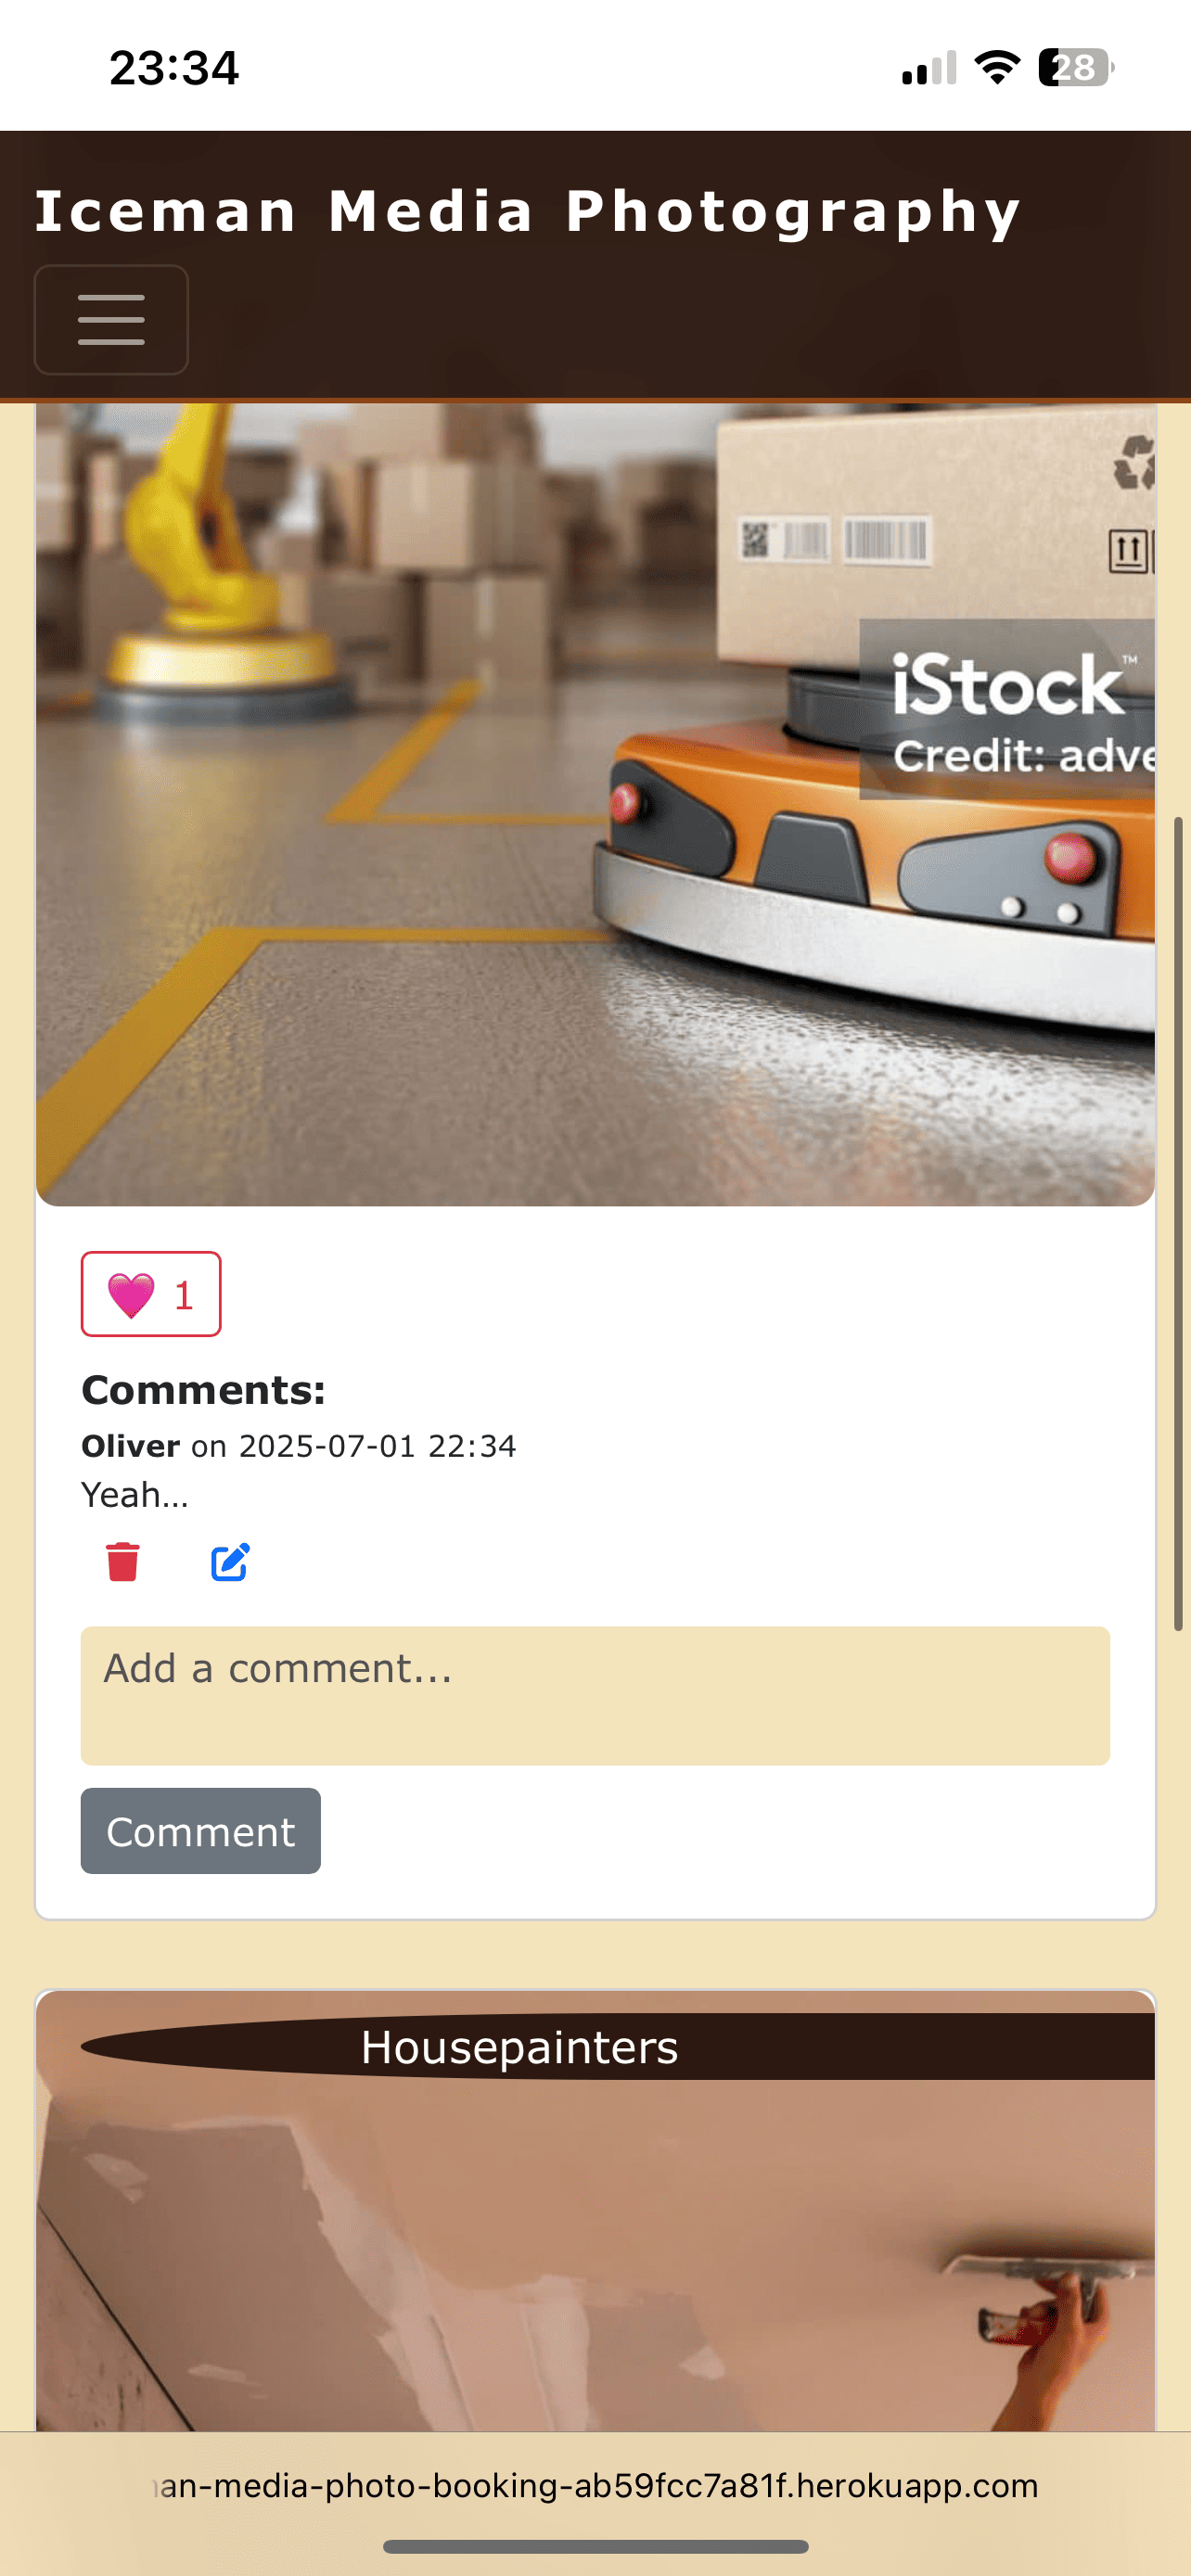 23:34
28
Iceman Media Photography
iStock™
Credit: adve
1
Comments:
Oliver on 2025-07-01 22:34
Yeah...
Add a comment...
Comment
Housepainters
an-media-photo-booking-ab59fcc7a81f.herokuapp.com